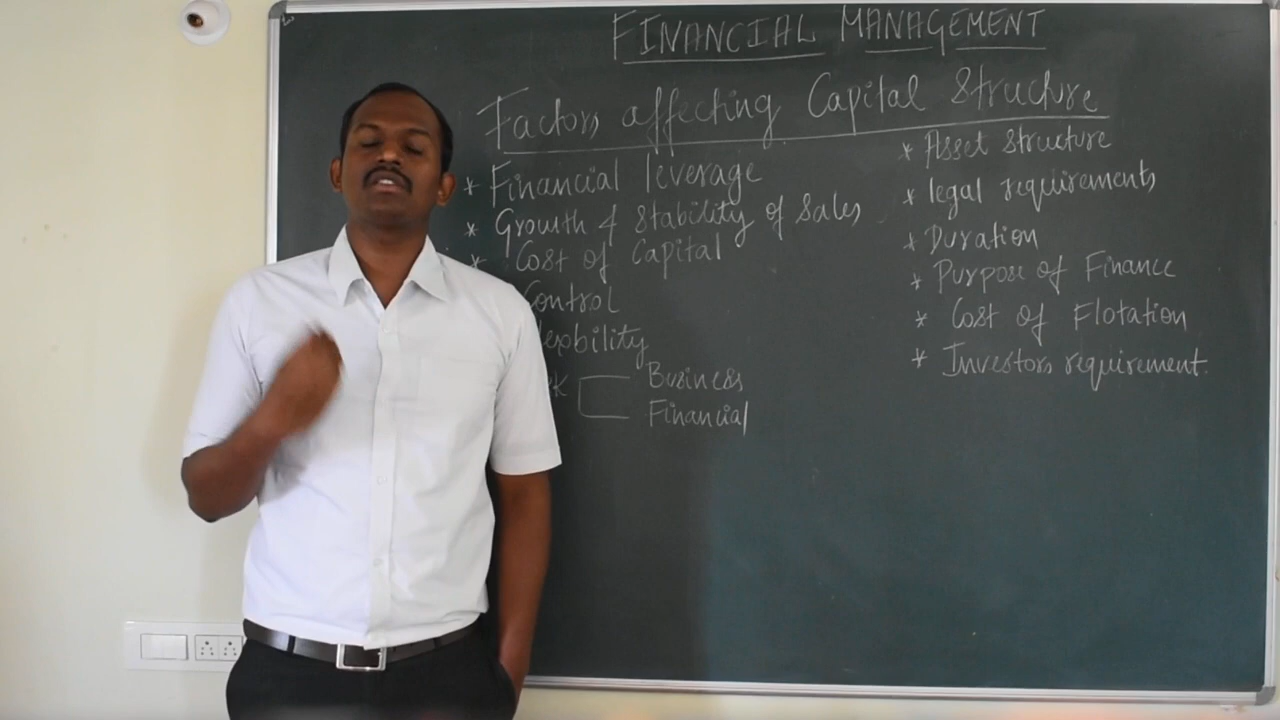 FINANCIAL MANAGEMENT
Factors affecting Capital Structure
* Financial leverage
* Growth & Stability of Sales
* Cost of Capital
Control
lexbility
k
Business
Financial
* Asset structure
* legal requirements
* Duration
* Purpose of Finance
* Cost of Flotation
* Investors requirement.